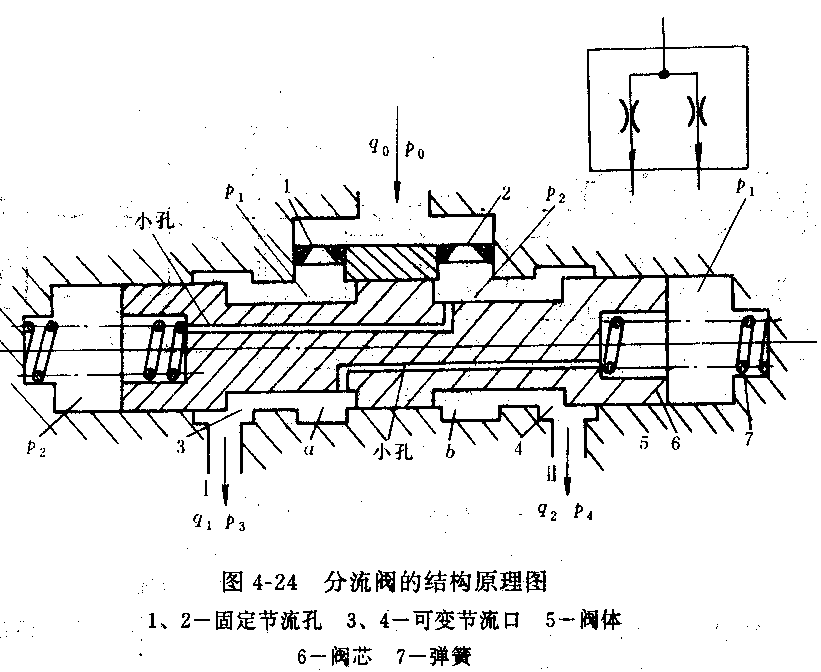 q₀ p₀
p₁ 1 2 p₂ p₁
小孔
p₂ 3 a 小孔 b 4 5 6 7
I II
q₁ p₃ q₂ p₄
图 4-24 分流阀的结构原理图
1、2—固定节流孔 3、4—可变节流口 5—阀体
6—阀芯 7—弹簧